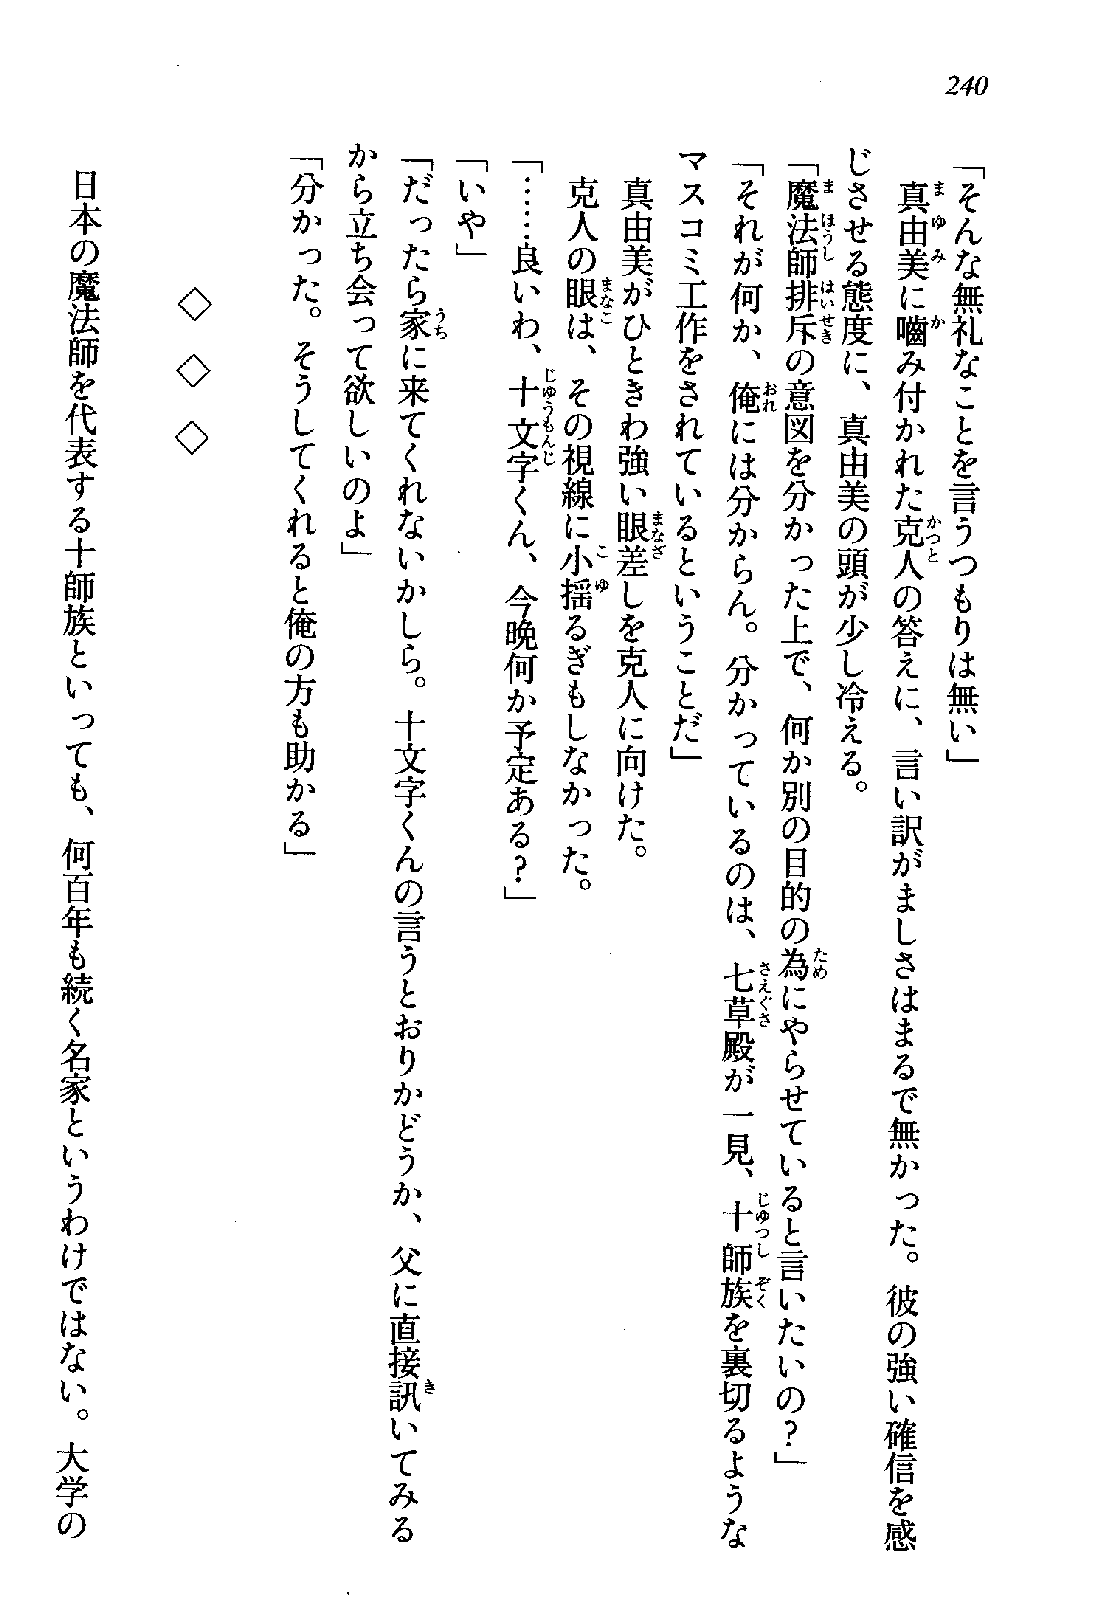 240
「そんな無礼なことを言うつもりは無い」
　真由美に嚙み付かれた克人の答えに、言い訳がましさはまるで無かった。彼の強い確信を感
じさせる態度に、真由美の頭が少し冷える。
「魔法師排斥の意図を分かった上で、何か別の目的の為にやらせていると言いたいの？」
「それが何か、俺には分からん。分かっているのは、七草殿が一見、十師族を裏切るような
マスコミ工作をされているということだ」
　真由美がひときわ強い眼差しを克人に向けた。
　克人の眼は、その視線に小揺るぎもしなかった。
「……良いわ、十文字くん、今晩何か予定ある？」
「いや」
「だったら家に来てくれないかしら。十文字くんの言うとおりかどうか、父に直接訊いてみる
から立ち会って欲しいのよ」
「分かった。そうしてくれると俺の方も助かる」
◇　◇　◇
　日本の魔法師を代表する十師族といっても、何百年も続く名家というわけではない。大学の